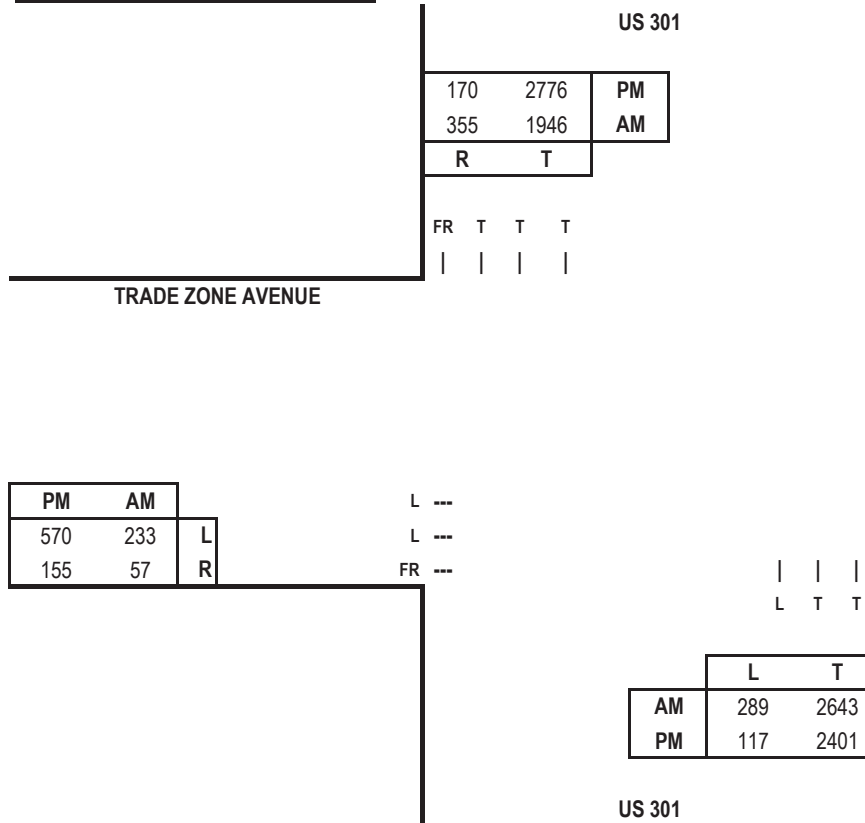 US 301
170 2776 PM
355 1946 AM
R T
FR T T T
| | | |
TRADE ZONE AVENUE
PM AM
570 233 L
155 57 R
L ---
L ---
FR ---
| | |
L T T
L T
AM 289 2643
PM 117 2401
US 301